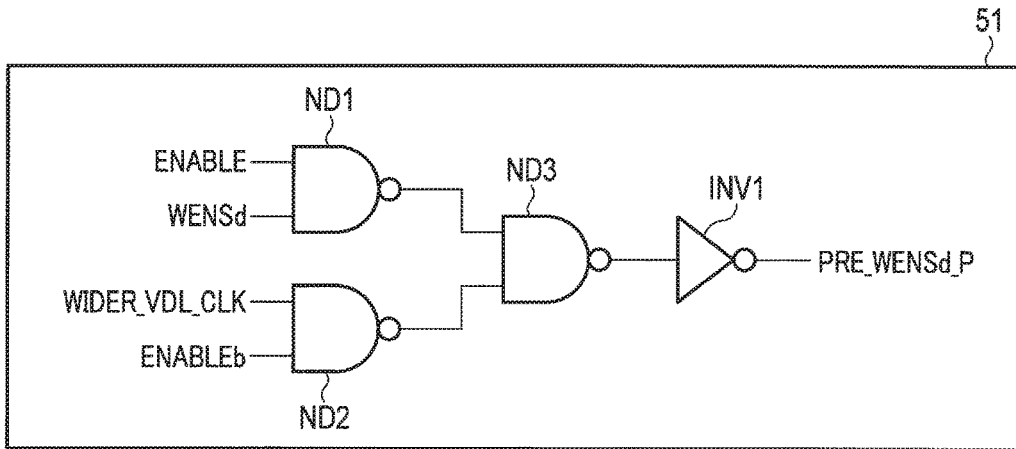 51
ND1
ENABLE
WENSd
ND3
INV1
PRE_WENSd_P
WIDER_VDL_CLK
ENABLEb
ND2